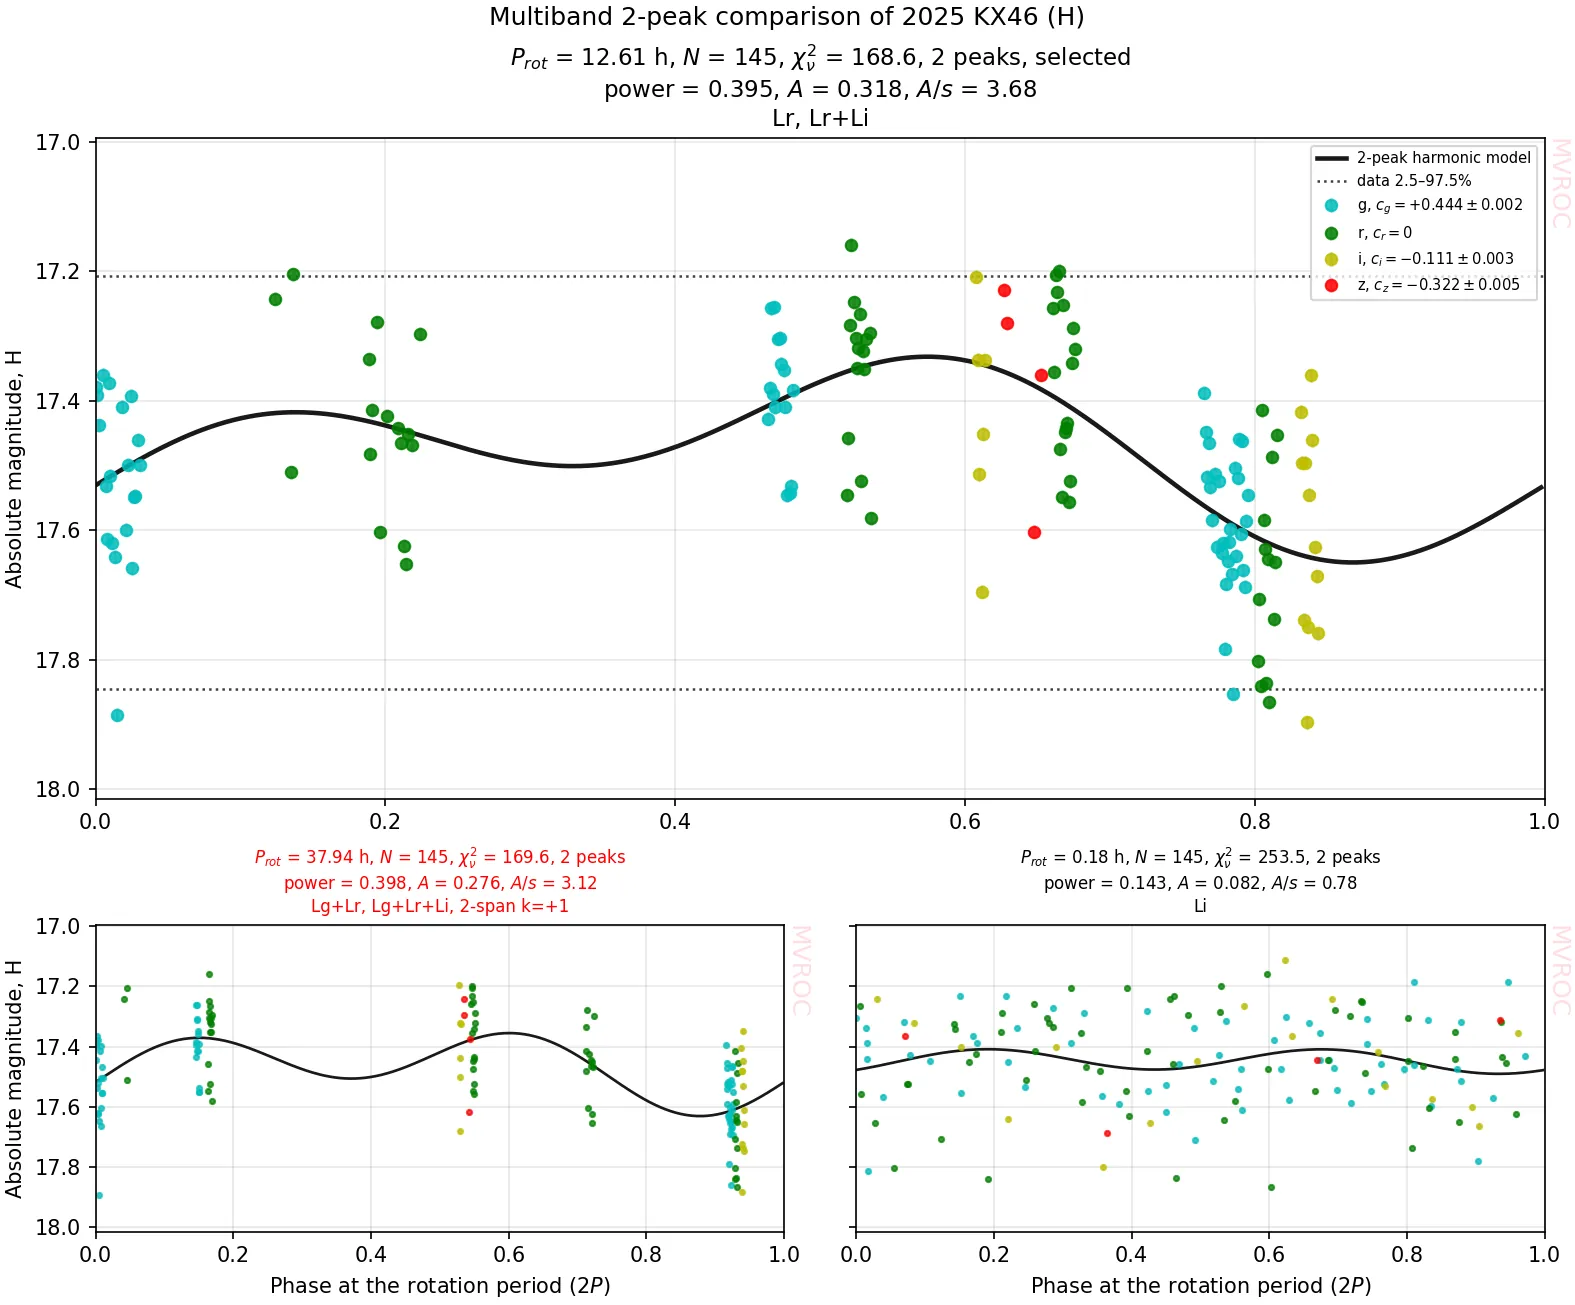 Multiband 2-peak comparison of 2025 KX46 (H)
P_rot = 12.61 h, N = 145, χ²_ν = 168.6, 2 peaks, selected
power = 0.395, A = 0.318, A/s = 3.68
Lr, Lr+Li
17.0
17.2
17.4
17.6
17.8
18.0
Absolute magnitude, H
2-peak harmonic model
data 2.5–97.5%
g, c_g = +0.444 ± 0.002
r, c_r = 0
i, c_i = −0.111 ± 0.003
z, c_z = −0.322 ± 0.005
MVROC
0.0 0.2 0.4 0.6 0.8 1.0
P_rot = 37.94 h, N = 145, χ²_ν = 169.6, 2 peaks
power = 0.398, A = 0.276, A/s = 3.12
Lg+Lr, Lg+Lr+Li, 2-span k=+1
17.0
17.2
17.4
17.6
17.8
18.0
Absolute magnitude, H
MVROC
0.0 0.2 0.4 0.6 0.8 1.0
Phase at the rotation period (2P)
P_rot = 0.18 h, N = 145, χ²_ν = 253.5, 2 peaks
power = 0.143, A = 0.082, A/s = 0.78
Li
MVROC
0.0 0.2 0.4 0.6 0.8 1.0
Phase at the rotation period (2P)